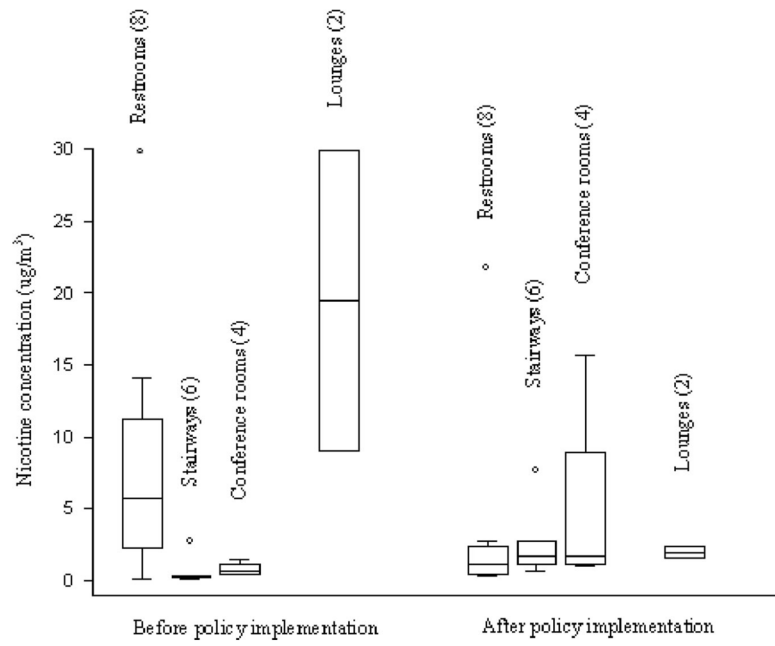 Restrooms (8)
Stairways (6)
Conference rooms (4)
Lounges (2)
Restrooms (8)
Stairways (6)
Conference rooms (4)
Lounges (2)
Nicotine concentration (ug/m³)
30
25
20
15
10
5
0
Before policy implementation
After policy implementation